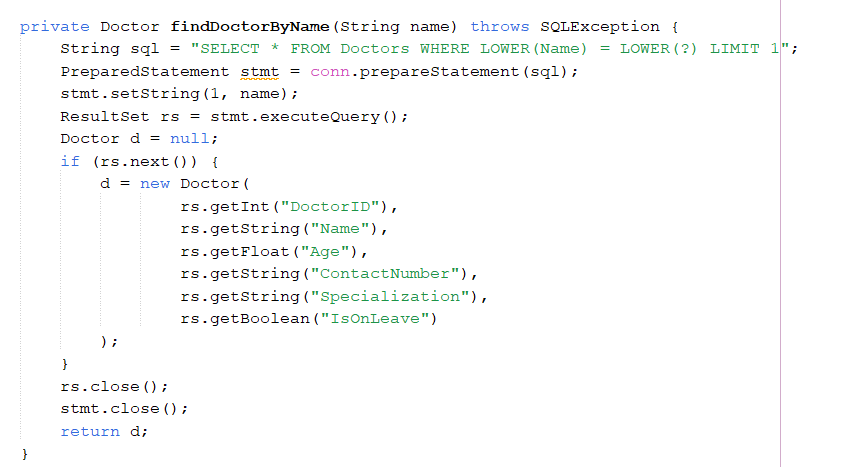 private Doctor findDoctorByName(String name) throws SQLException {
    String sql = "SELECT * FROM Doctors WHERE LOWER(Name) = LOWER(?) LIMIT 1";
    PreparedStatement stmt = conn.prepareStatement(sql);
    stmt.setString(1, name);
    ResultSet rs = stmt.executeQuery();
    Doctor d = null;
    if (rs.next()) {
        d = new Doctor(
                rs.getInt("DoctorID"),
                rs.getString("Name"),
                rs.getFloat("Age"),
                rs.getString("ContactNumber"),
                rs.getString("Specialization"),
                rs.getBoolean("IsOnLeave")
        );
    }
    rs.close();
    stmt.close();
    return d;
}